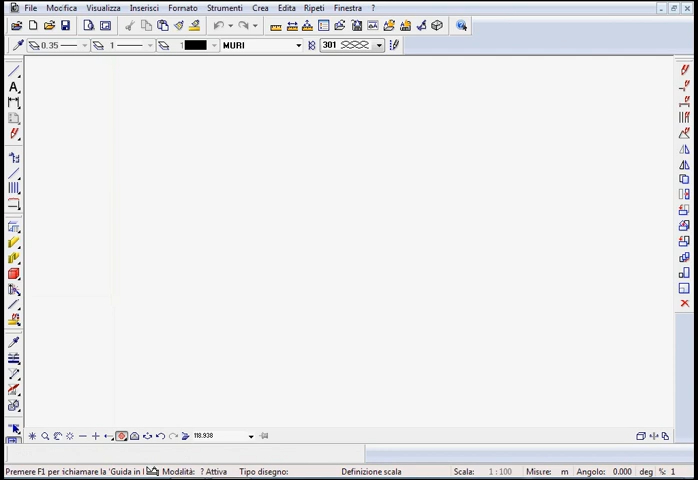 File Modifica Visualizza Inserisci Formato Strumenti Crea Edita Ripeti Finestra ?
0.35 1 1 MURI 301
A
118.938
Premere F1 per richiamare la 'Guida in l Modalità: ? Attiva Tipo disegno: Definizione scala Scala: 1:100 Misure: m Angolo: 0.000 deg %: 1